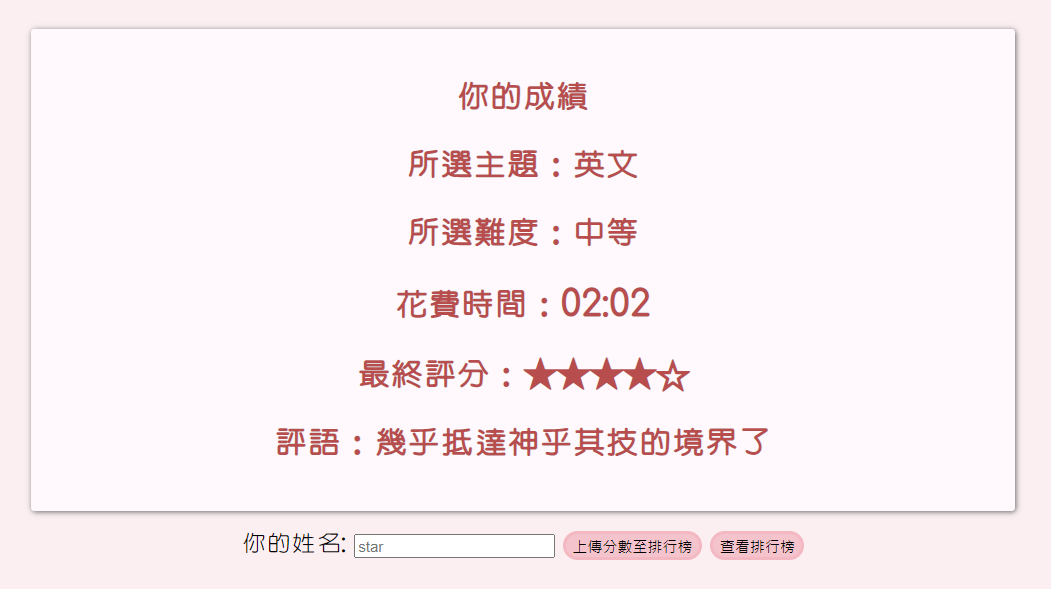 你的成績
所選主題：英文
所選難度：中等
花費時間：02:02
最終評分：★★★★☆
評語：幾乎抵達神乎其技的境界了
你的姓名: star 上傳分數至排行榜 查看排行榜